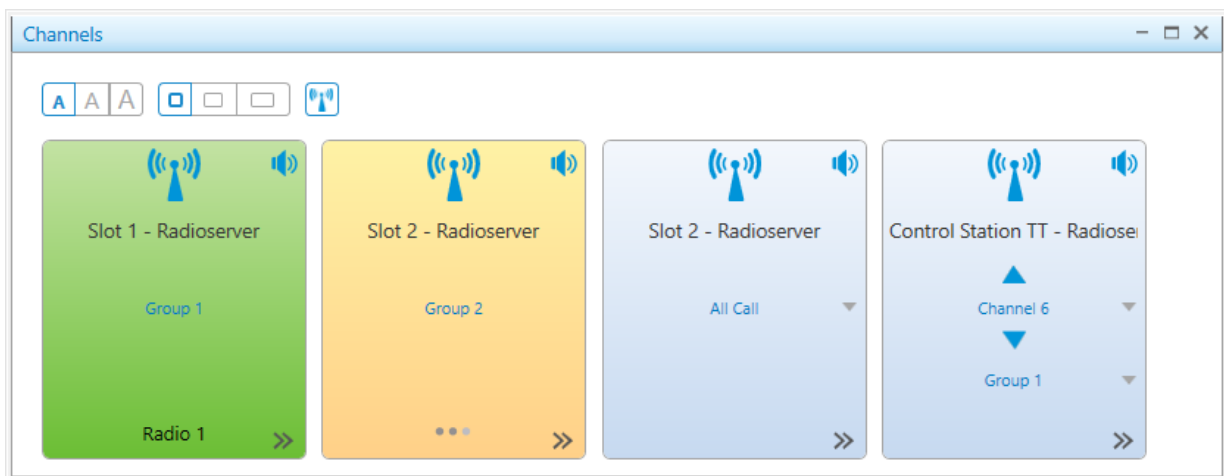 Channels
A A A
Slot 1 - Radioserver
Group 1
Radio 1
Slot 2 - Radioserver
Group 2
Slot 2 - Radioserver
All Call
Control Station TT - Radioser
Channel 6
Group 1